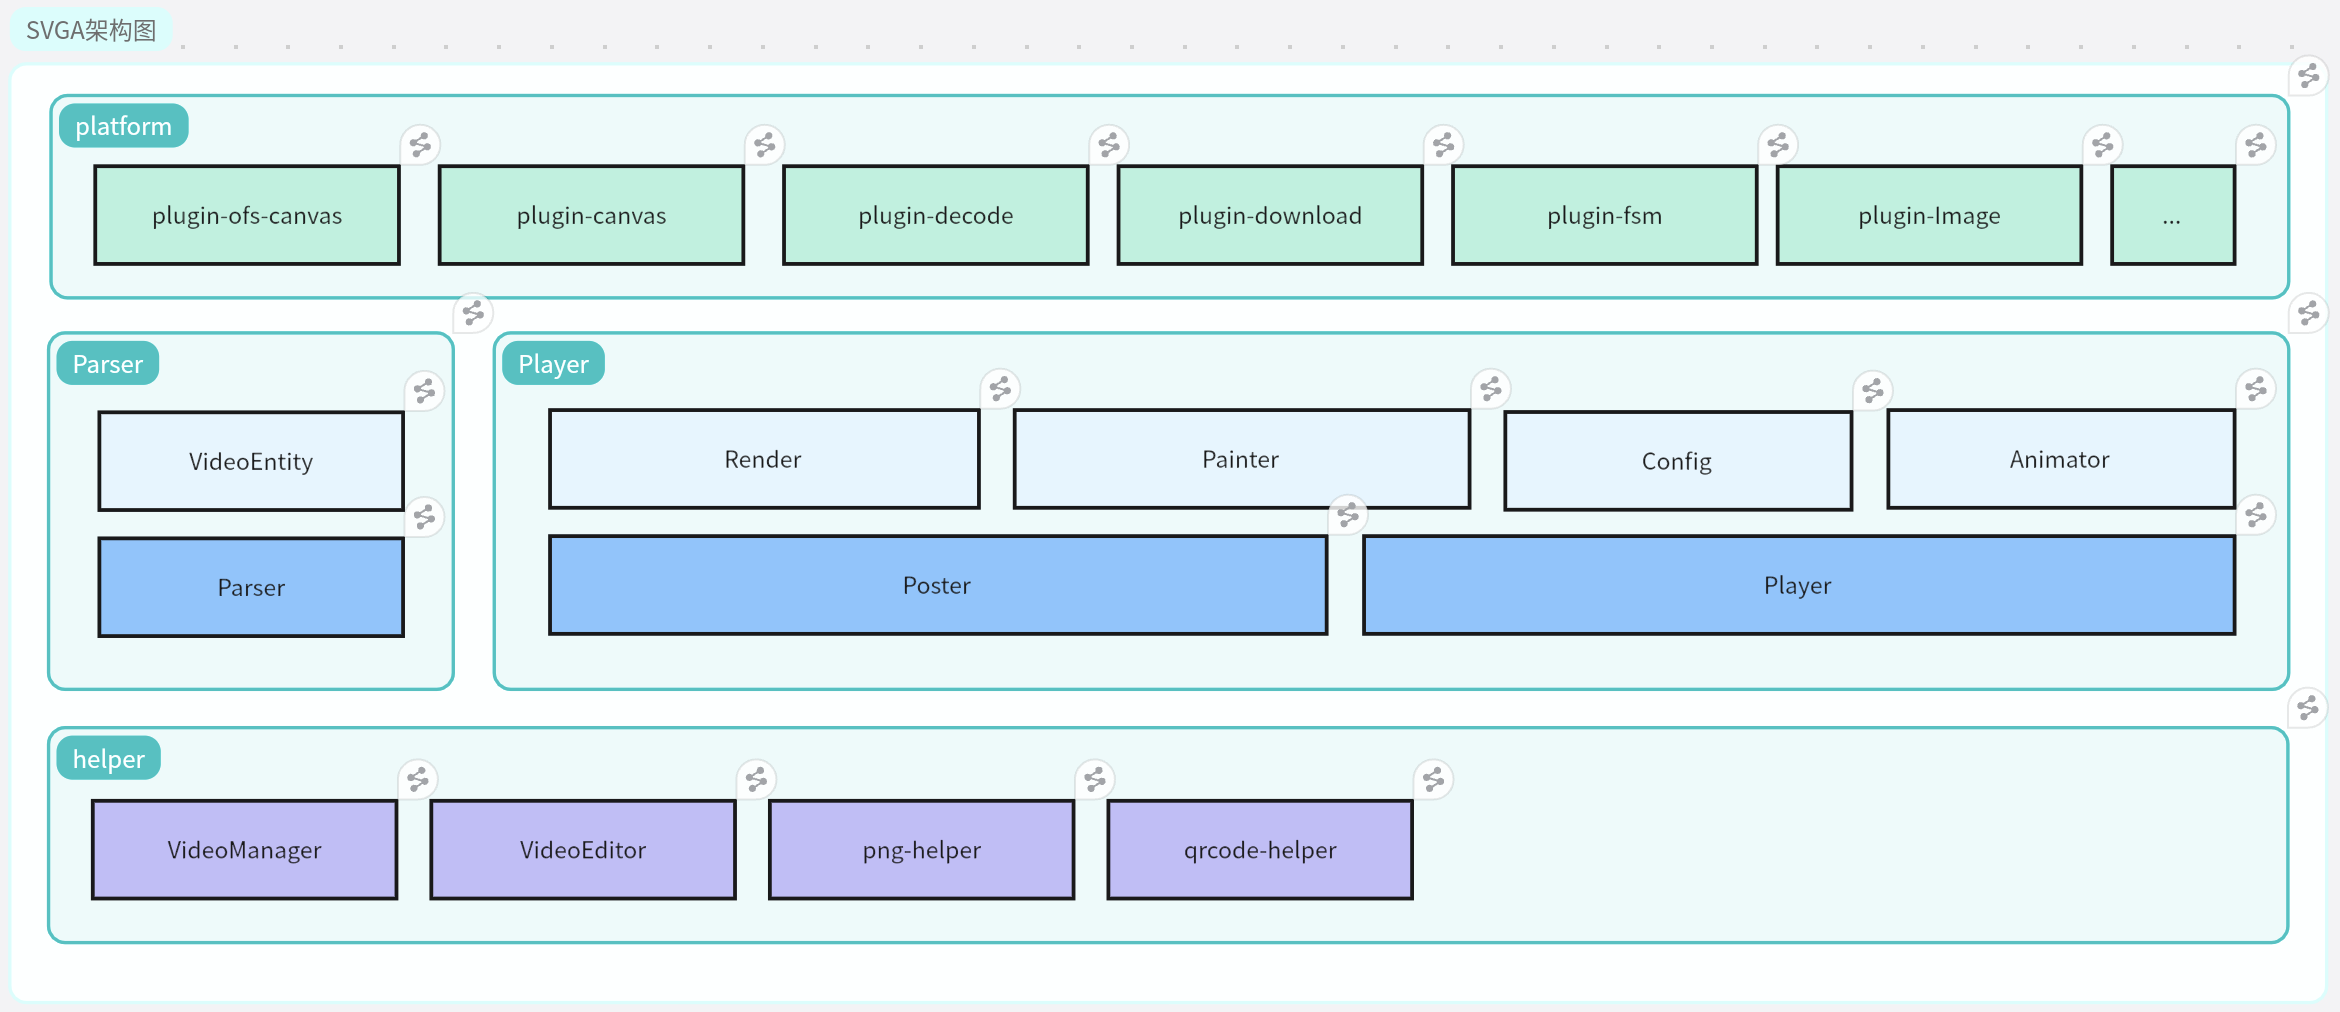 SVGA架构图
platform
plugin-ofs-canvas
plugin-canvas
plugin-decode
plugin-download
plugin-fsm
plugin-Image
...
Parser
VideoEntity
Parser
Player
Render
Painter
Config
Animator
Poster
Player
helper
VideoManager
VideoEditor
png-helper
qrcode-helper